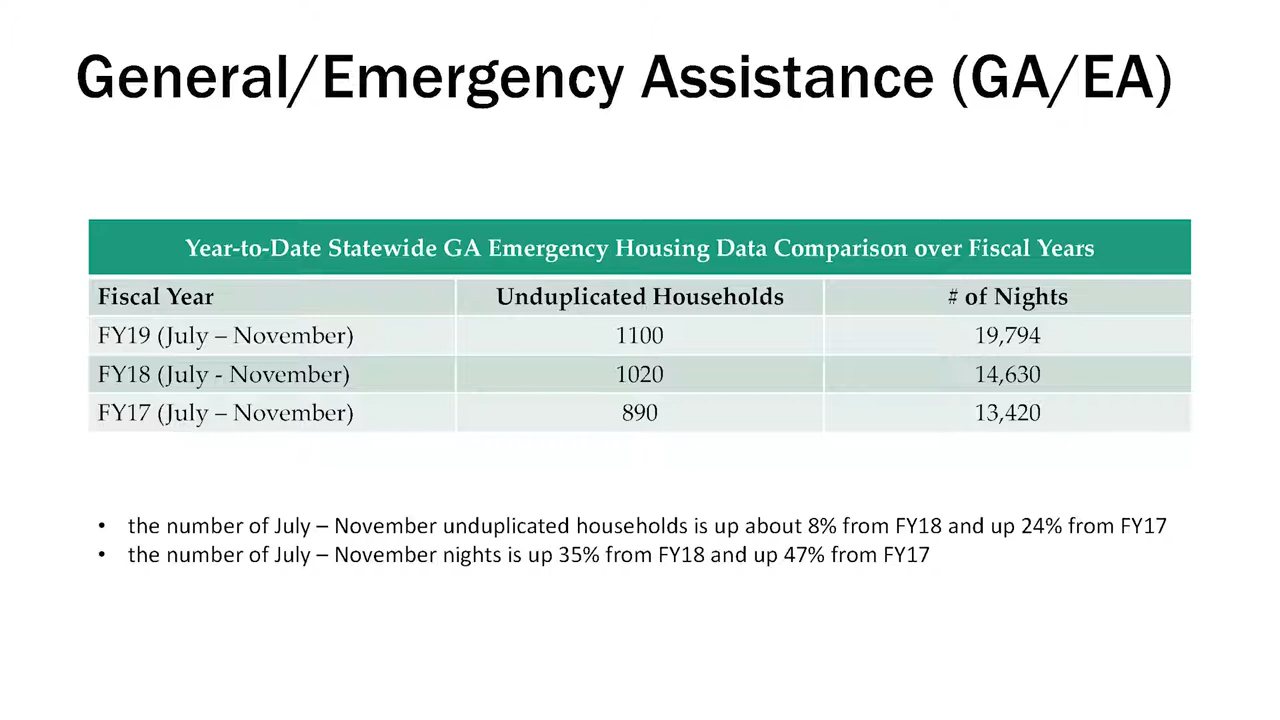 General/Emergency Assistance (GA/EA)
Year-to-Date Statewide GA Emergency Housing Data Comparison over Fiscal Years
Fiscal Year Unduplicated Households # of Nights
FY19 (July – November) 1100 19,794
FY18 (July - November) 1020 14,630
FY17 (July – November) 890 13,420
• the number of July – November unduplicated households is up about 8% from FY18 and up 24% from FY17
• the number of July – November nights is up 35% from FY18 and up 47% from FY17